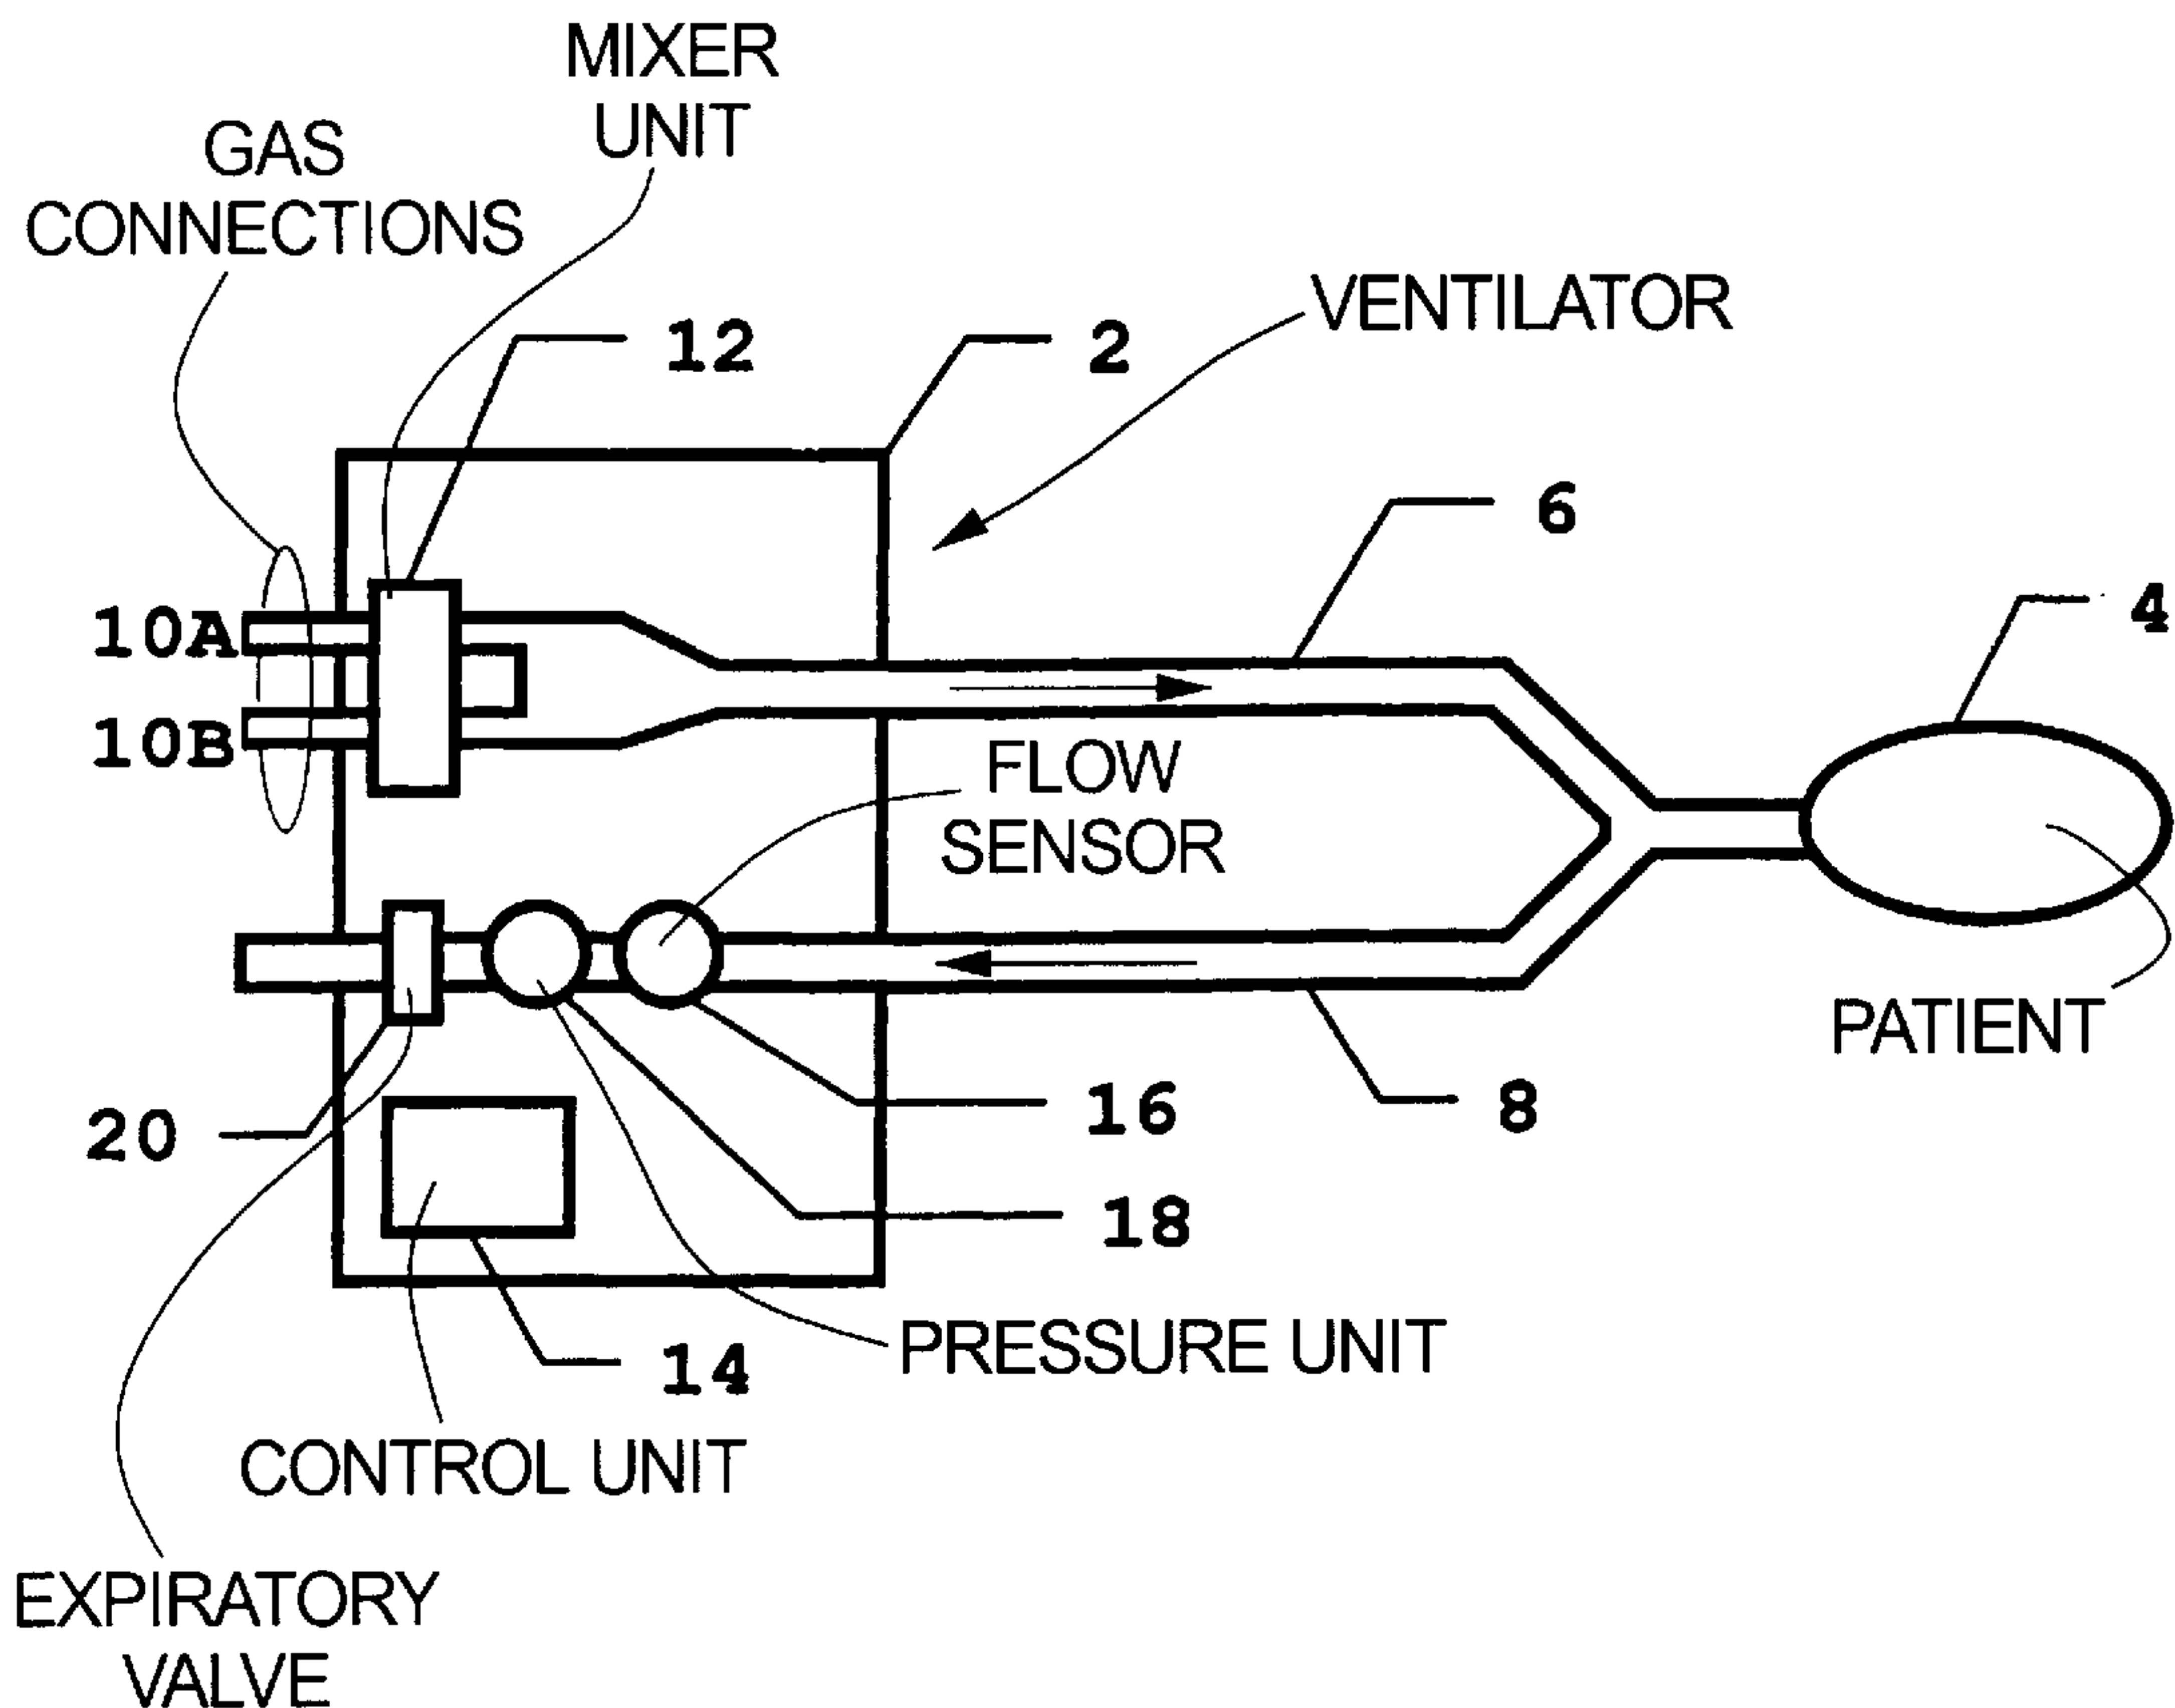 MIXER
UNIT
GAS
CONNECTIONS
VENTILATOR
12
2
6
4
10A
10B
FLOW
SENSOR
PATIENT
16
8
20
18
PRESSURE UNIT
14
CONTROL UNIT
EXPIRATORY
VALVE